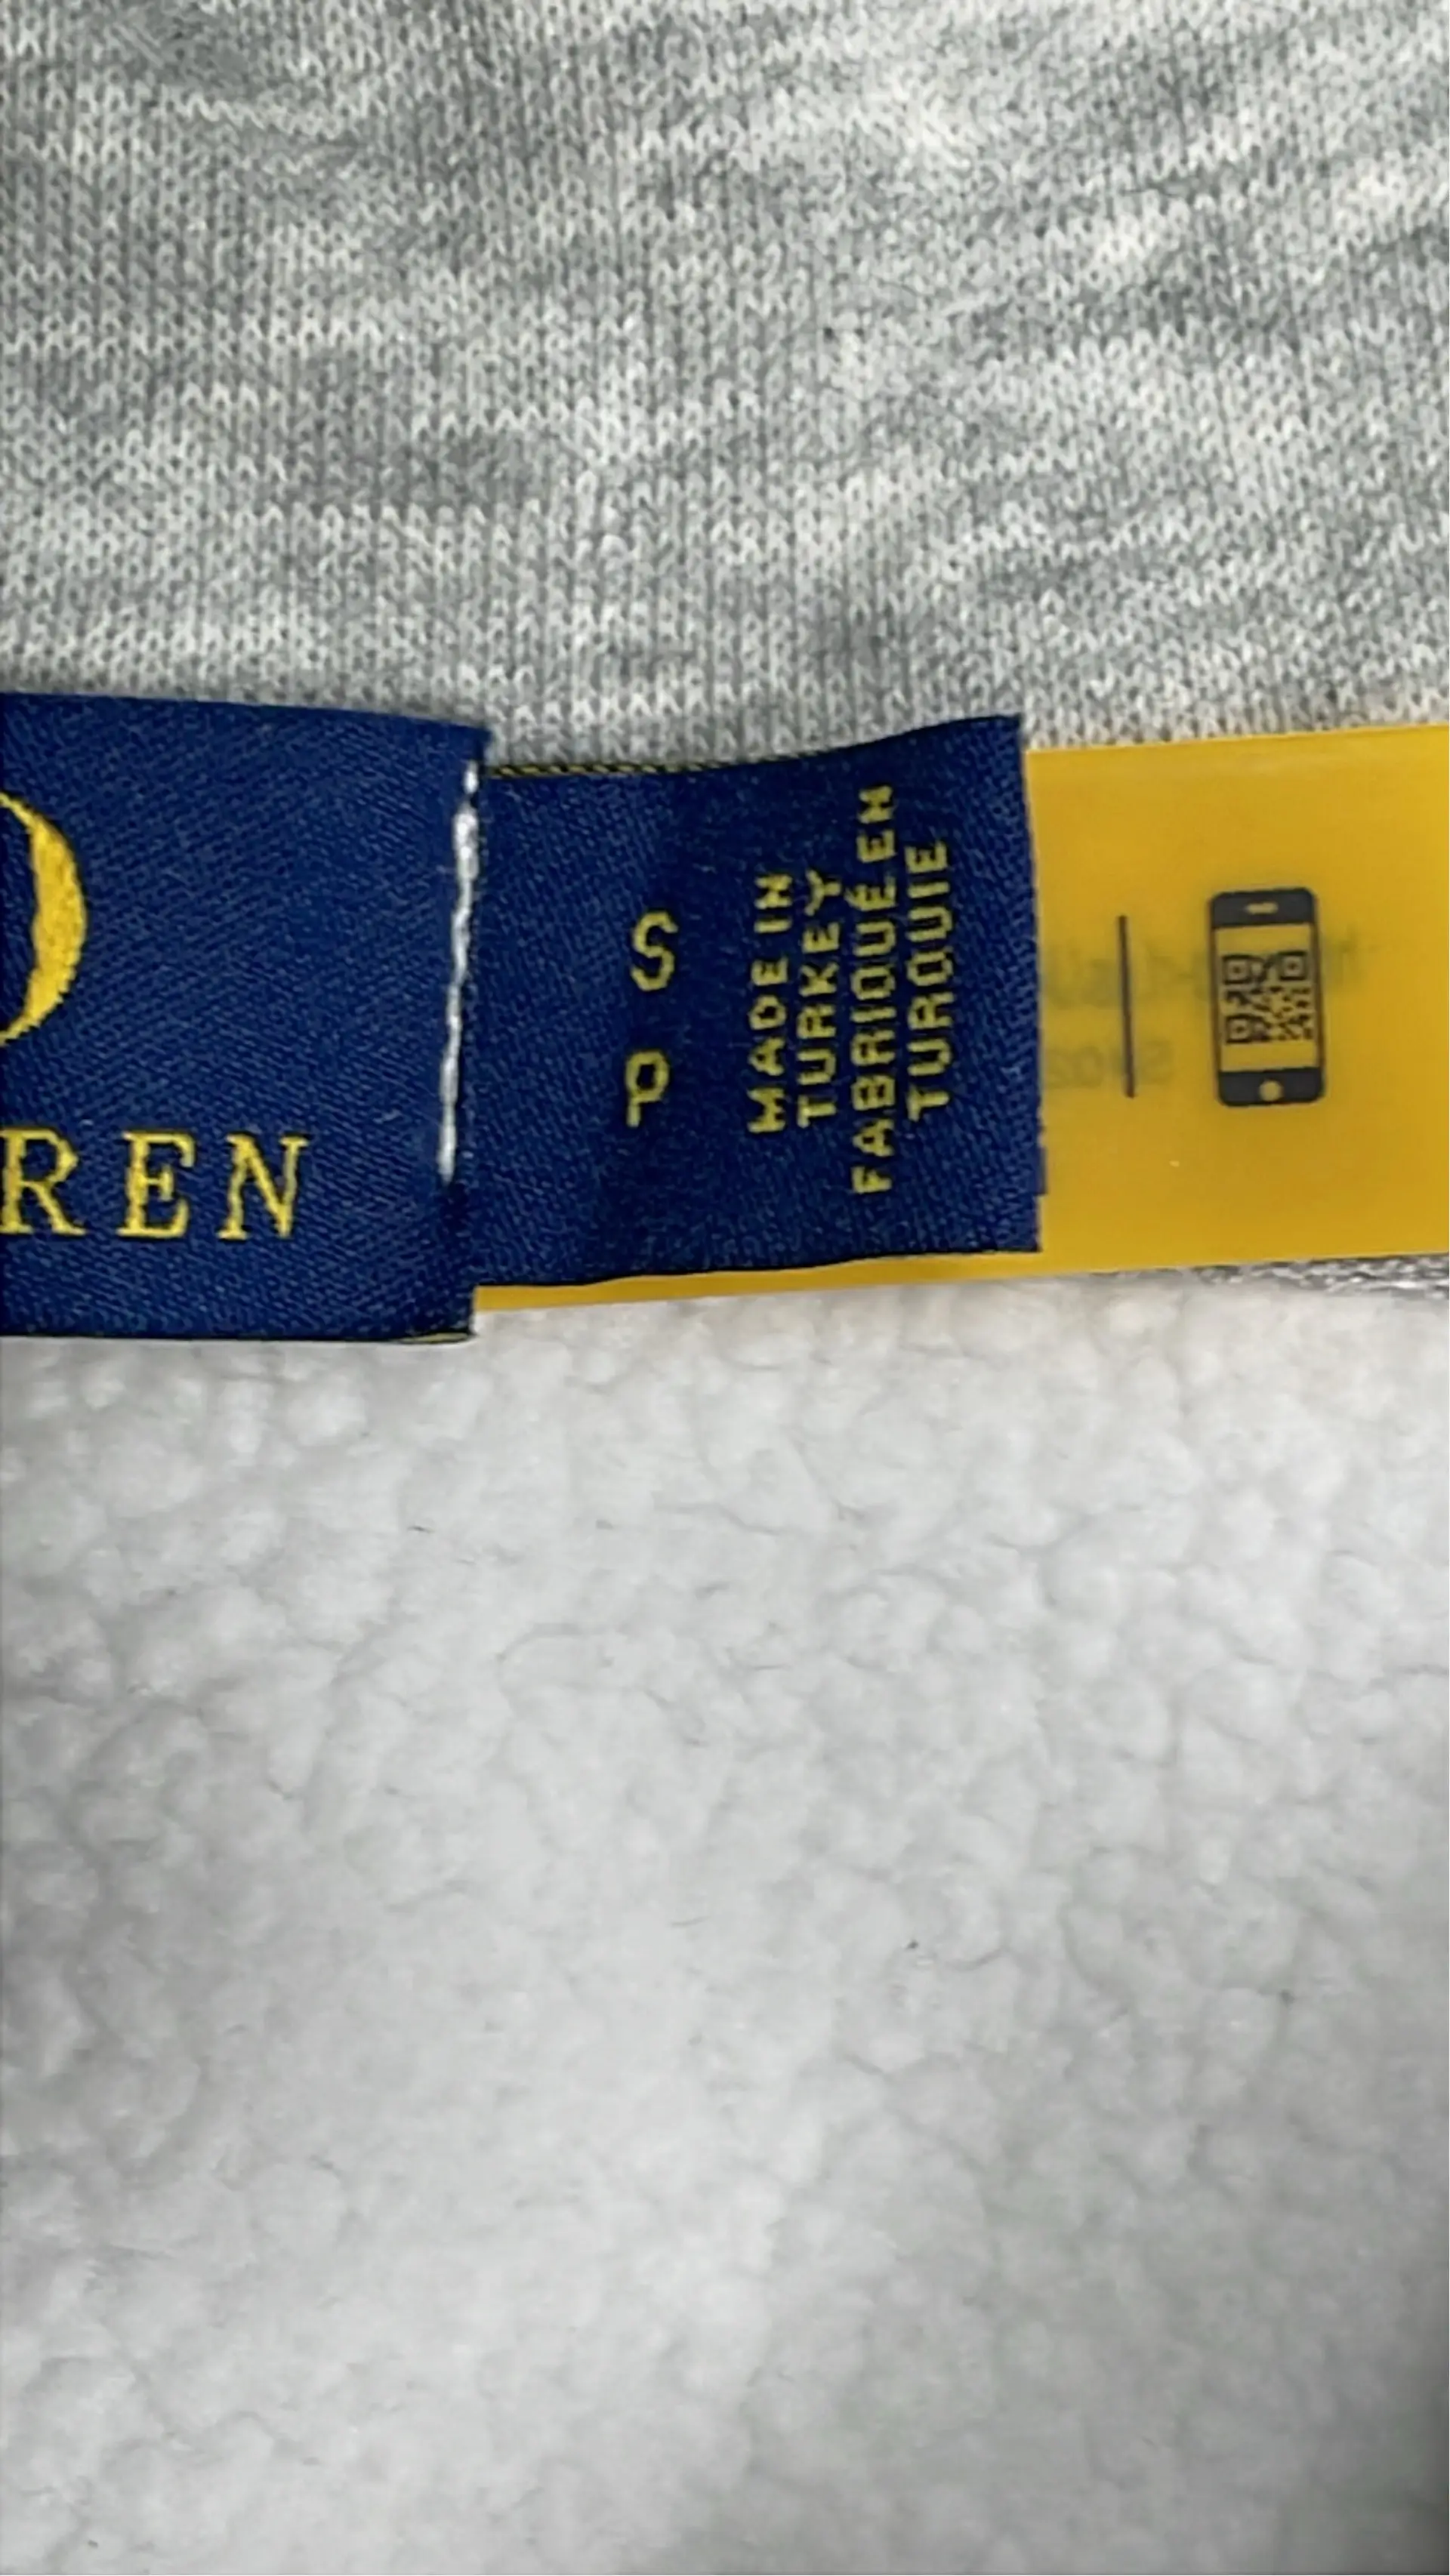 O
REN
S
P
MADE IN
TURKEY
FABRIQUÉ EN
TURQUIE